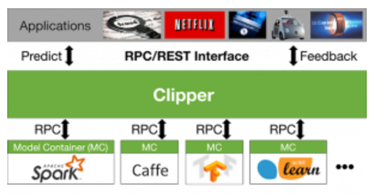 Applications
NETFLIX
Predict RPC/REST Interface Feedback
Clipper
RPC RPC RPC RPC
Model Container (MC) MC MC MC
APACHE Spark Caffe learn